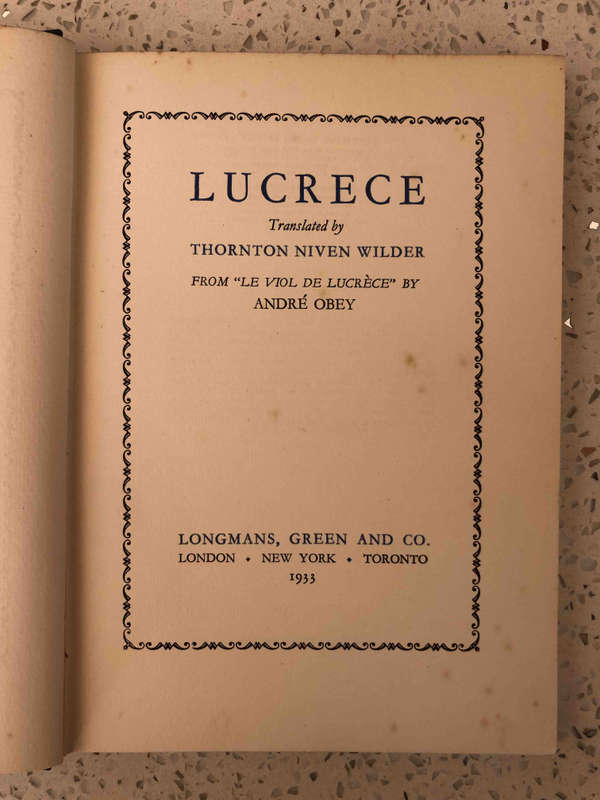 LUCRECE
Translated by
THORNTON NIVEN WILDER
FROM "LE VIOL DE LUCRÈCE" BY
ANDRÉ OBEY
LONGMANS, GREEN AND CO.
LONDON • NEW YORK • TORONTO
1933